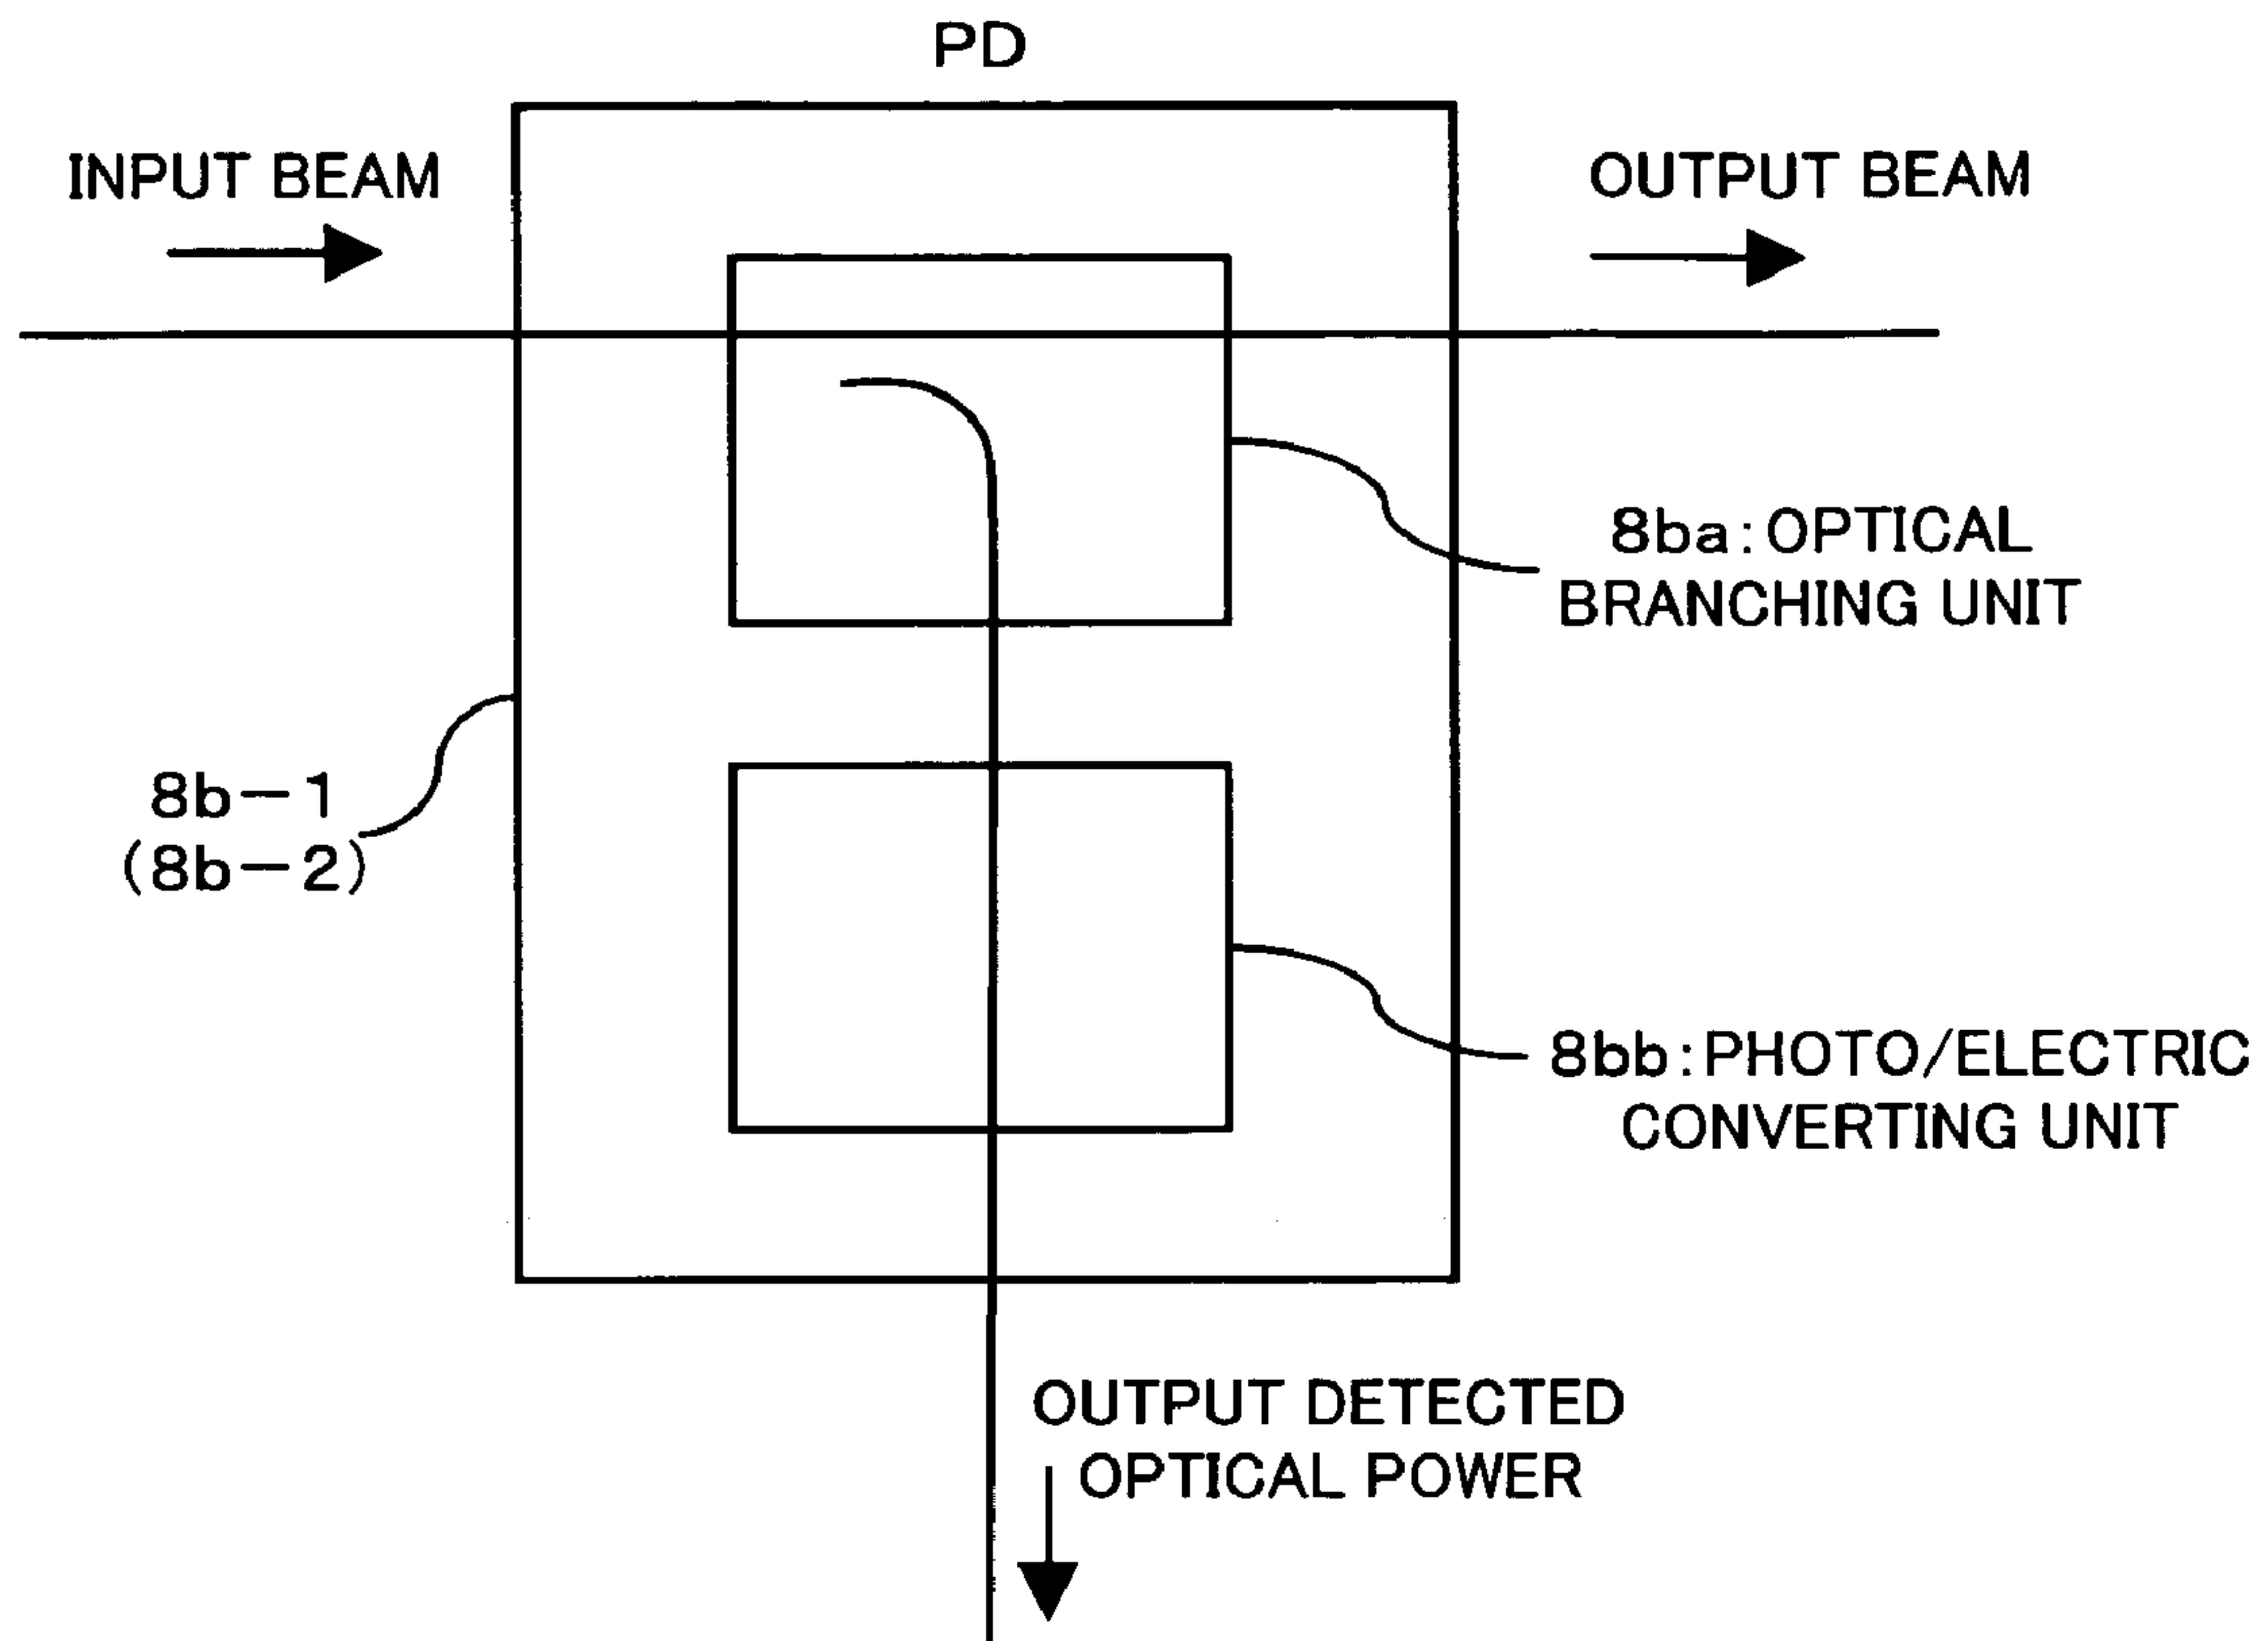 PD
INPUT BEAM
OUTPUT BEAM
8ba:OPTICAL
BRANCHING UNIT
8b-1
(8b-2)
8bb:PHOTO/ELECTRIC
CONVERTING UNIT
OUTPUT DETECTED
OPTICAL POWER